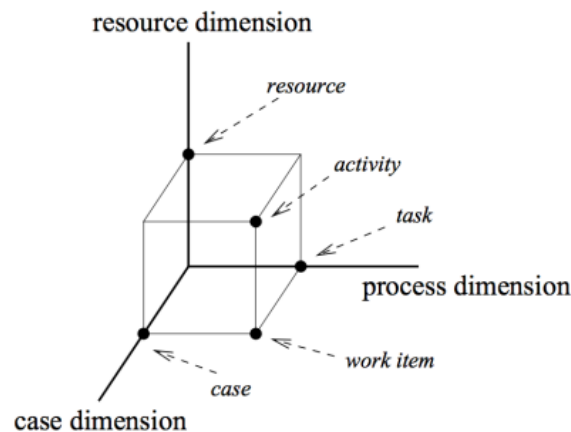 resource dimension
resource
activity
task
process dimension
work item
case
case dimension